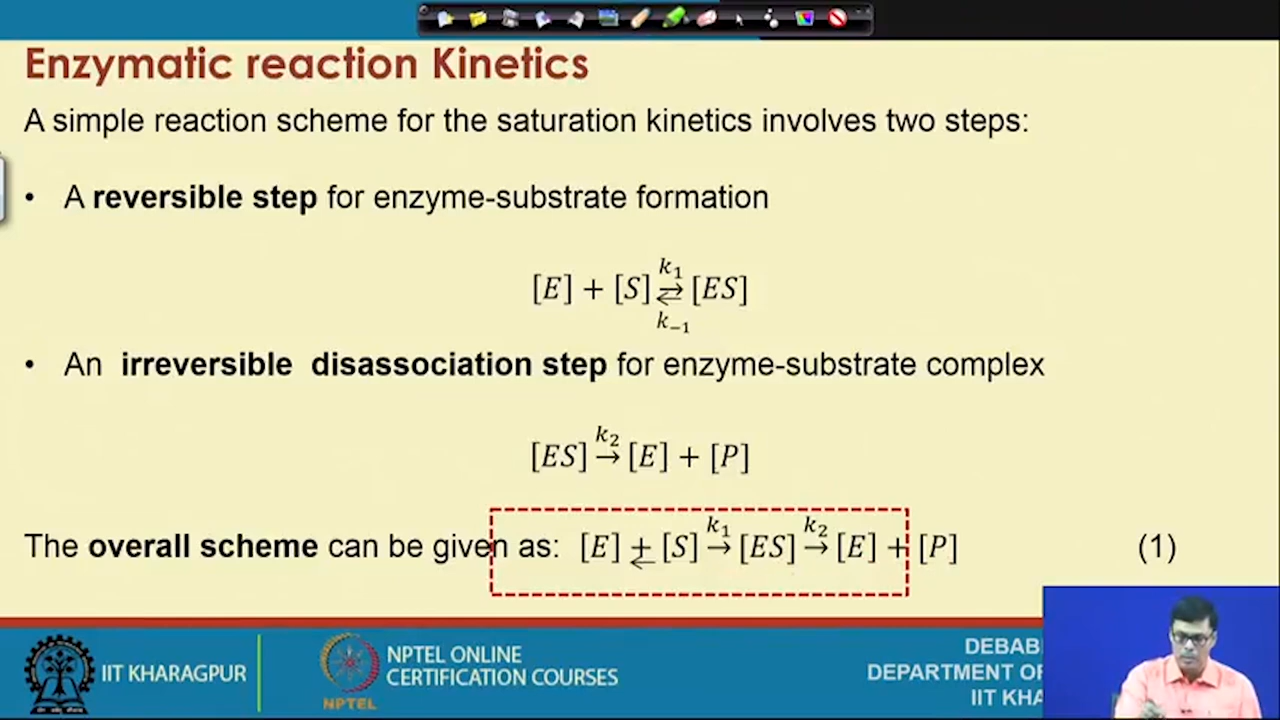 Enzymatic reaction Kinetics
A simple reaction scheme for the saturation kinetics involves two steps:
• A reversible step for enzyme-substrate formation
[E] + [S] ⇄ [ES] k₁ k₋₁
• An irreversible disassociation step for enzyme-substrate complex
[ES] →k₂ [E] + [P]
The overall scheme can be given as: [E] + [S] →k₁ [ES] →k₂ [E] + [P] (1)
IIT KHARAGPUR
NPTEL
NPTEL ONLINE
CERTIFICATION COURSES
DEBAB
DEPARTMENT OF
IIT KHA